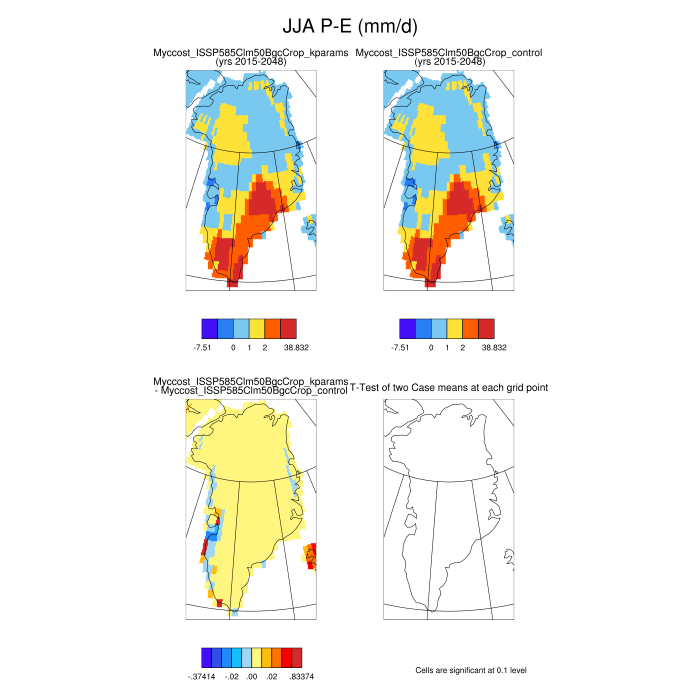 JJA P-E (mm/d)
Myccost_ISSP585Clm50BgcCrop_kparams
(yrs 2015-2048)
Myccost_ISSP585Clm50BgcCrop_control
(yrs 2015-2048)
-7.51 0 1 2 38.832
-7.51 0 1 2 38.832
Myccost_ISSP585Clm50BgcCrop_kparams
- Myccost_ISSP585Clm50BgcCrop_control
T-Test of two Case means at each grid point
-.37414 -.02 .00 .02 .83374
Cells are significant at 0.1 level